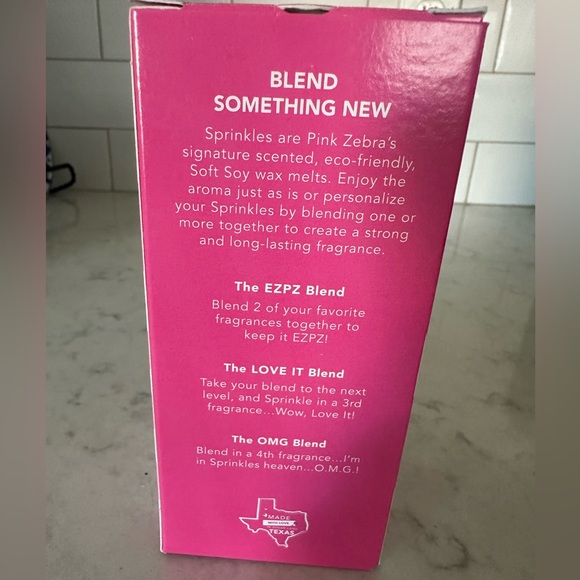 BLEND
SOMETHING NEW
Sprinkles are Pink Zebra's
signature scented, eco-friendly,
Soft Soy wax melts. Enjoy the
aroma just as is or personalize
your Sprinkles by blending one or
more together to create a strong
and long-lasting fragrance.
The EZPZ Blend
Blend 2 of your favorite
fragrances together to
keep it EZPZ!
The LOVE IT Blend
Take your blend to the next
level, and Sprinkle in a 3rd
fragrance...Wow, Love It!
The OMG Blend
Blend in a 4th fragrance...I'm
in Sprinkles heaven...O.M.G.!
MADE
WITH LOVE
TEXAS